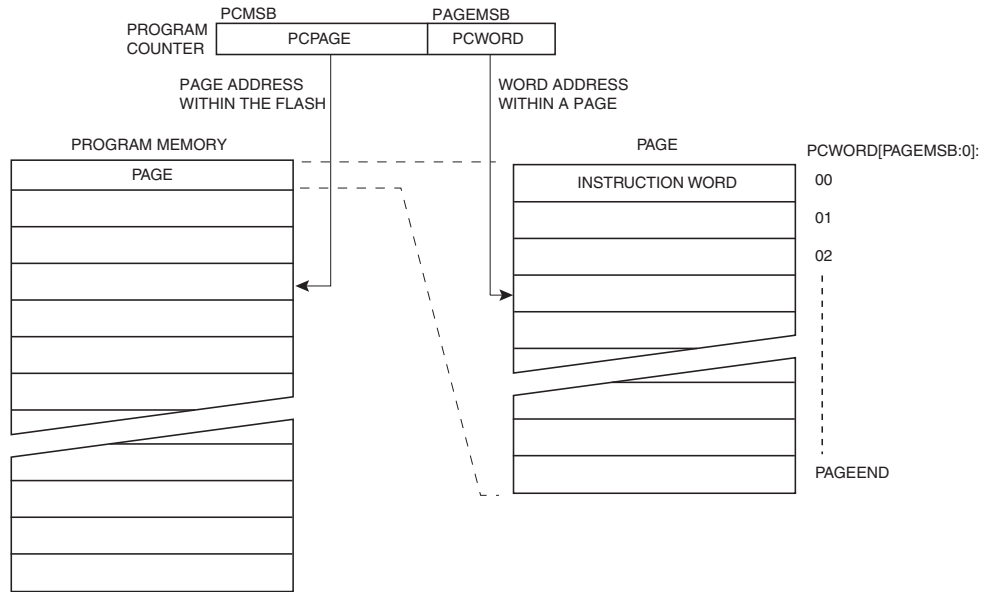 PCMSB
PAGEMSB
PROGRAM
COUNTER
PCPAGE
PCWORD
PAGE ADDRESS
WITHIN THE FLASH
WORD ADDRESS
WITHIN A PAGE
PROGRAM MEMORY
PAGE
PAGE
PCWORD[PAGEMSB:0]:
INSTRUCTION WORD
00
01
02
PAGEEND